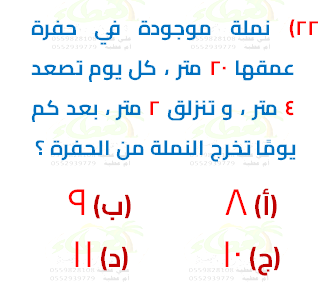 ٢٢) نملة موجودة في حفرة
عمقها ٢٠ متر ، كل يوم تصعد
٤ متر ، و تنزلق ٢ متر ، بعد كم
يومًا تخرج النملة من الحفرة ؟
(أ) ٨ (ب) ٩
(ج) ١٠ (د) ١١